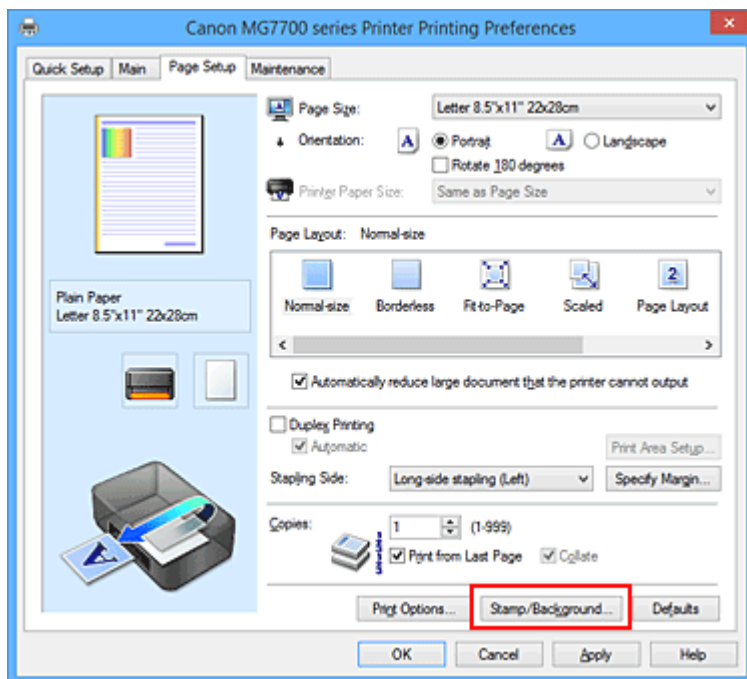 Canon MG7700 series Printer Printing Preferences
Quick Setup Main Page Setup Maintenance
Page Size: Letter 8.5"x11" 22x28cm
Orientation: A Portrait A Landscape
Rotate 180 degrees
Printer Paper Size: Same as Page Size
Page Layout: Normal-size
Normal-size Borderless Fit-to-Page Scaled Page Layout
Plain Paper
Letter 8.5"x11" 22x28cm
Automatically reduce large document that the printer cannot output
Duplex Printing
Automatic Print Area Setup...
Stapling Side: Long-side stapling (Left) Specify Margin...
Copies: 1 (1-999)
Print from Last Page Collate
Print Options... Stamp/Background... Defaults
OK Cancel Apply Help